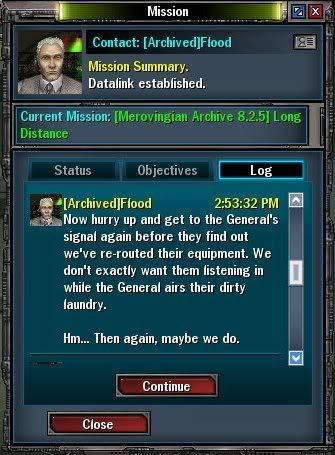 Mission
Contact: [Archived]Flood
Mission Summary.
Datalink established.
Current Mission: [Merovingian Archive 8.2.5] Long
Distance
Status
Objectives
Log
[Archived]Flood 2:53:32 PM
Now hurry up and get to the General's
signal again before they find out
we've re-routed their equipment. We
don't exactly want them listening in
while the General airs their dirty
laundry.
Hm... Then again, maybe we do.
Continue
Close